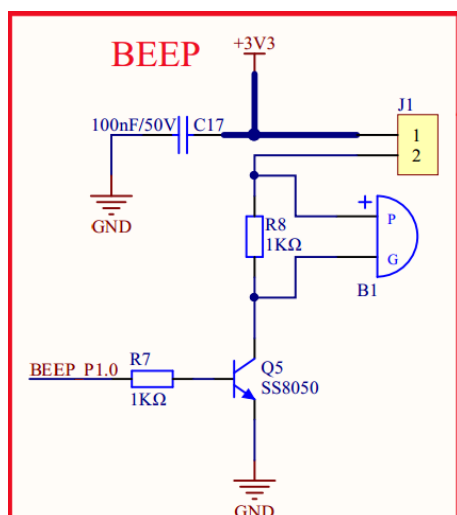 BEEP
+3V3
100nF/50V
C17
J1
1
2
GND
R8
1KΩ
+
P
G
B1
BEEP P1.0
R7
1KΩ
Q5
SS8050
GND